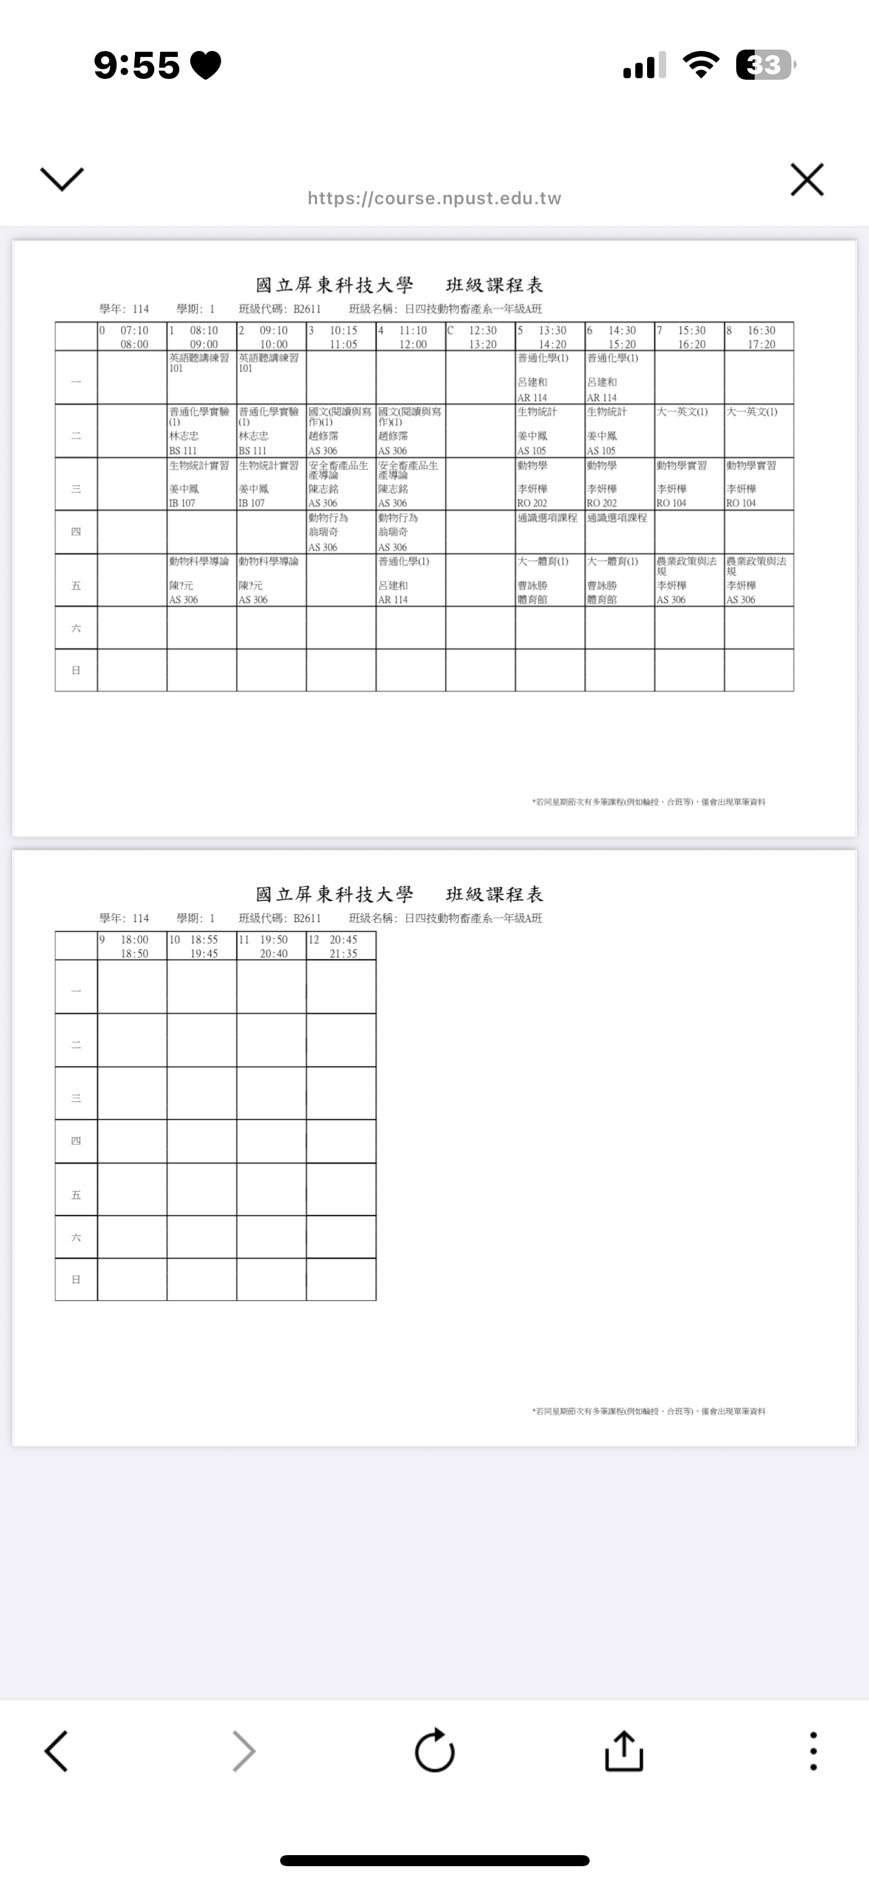 9:55
33
https://course.npust.edu.tw
國立屏東科技大學 班級課程表
學年: 114 學期: 1 班級代碼: B2611 班級名稱: 日四技動物畜產系一年級A班
0 07:10 1 08:10 2 09:10 3 10:15 4 11:10 C 12:30 5 13:30 6 14:30 7 15:30 8 16:30
08:00 09:00 10:00 11:05 12:00 13:20 14:20 15:20 16:20 17:20
英語聽講練習 英語聽講練習 普通化學(1) 普通化學(1)
101 101
一 呂建和 呂建和
AR 114 AR 114
普通化學實驗 普通化學實驗 國文(閱讀與寫 國文(閱讀與寫 生物統計 生物統計 大一英文(1) 大一英文(1)
(1) (1) 作)(1) 作)(1)
二 林志忠 林志忠 趙修霈 趙修霈 姜中鳳 姜中鳳
BS 111 BS 111 AS 306 AS 306 AS 105 AS 105
生物統計實習 生物統計實習 安全畜產品生 安全畜產品生 動物學 動物學 動物學實習 動物學實習
產導論 產導論
三 姜中鳳 姜中鳳 陳志銘 陳志銘 李妍樺 李妍樺 李妍樺 李妍樺
IB 107 IB 107 AS 306 AS 306 RO 202 RO 202 RO 104 RO 104
動物行為 動物行為 通識選項課程 通識選項課程
四 翁瑞奇 翁瑞奇
AS 306 AS 306
動物科學導論 動物科學導論 普通化學(1) 大一體育(1) 大一體育(1) 農業政策與法 農業政策與法
規 規
五 陳?元 陳?元 呂建和 曹詠勝 曹詠勝 李妍樺 李妍樺
AS 306 AS 306 AR 114 體育館 體育館 AS 306 AS 306
六
日
*若同星期節次有多筆課程(例如輪授、合班等)，僅會出現單筆資料
國立屏東科技大學 班級課程表
學年: 114 學期: 1 班級代碼: B2611 班級名稱: 日四技動物畜產系一年級A班
9 18:00 10 18:55 11 19:50 12 20:45
18:50 19:45 20:40 21:35
一
二
三
四
五
六
日
*若同星期節次有多筆課程(例如輪授、合班等)，僅會出現單筆資料